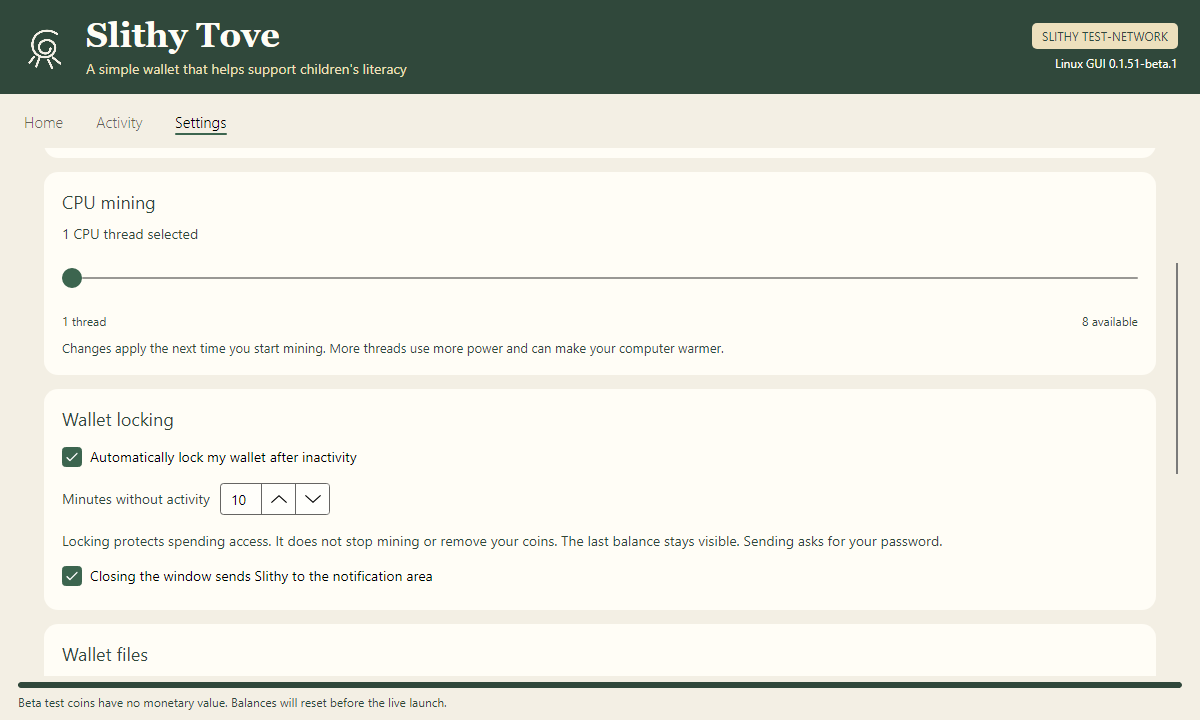 Slithy Tove
A simple wallet that helps support children's literacy
SLITHY TEST-NETWORK
Linux GUI 0.1.51-beta.1
Home
Activity
Settings
CPU mining
1 CPU thread selected
1 thread
8 available
Changes apply the next time you start mining. More threads use more power and can make your computer warmer.
Wallet locking
Automatically lock my wallet after inactivity
Minutes without activity
10
Locking protects spending access. It does not stop mining or remove your coins. The last balance stays visible. Sending asks for your password.
Closing the window sends Slithy to the notification area
Wallet files
Beta test coins have no monetary value. Balances will reset before the live launch.